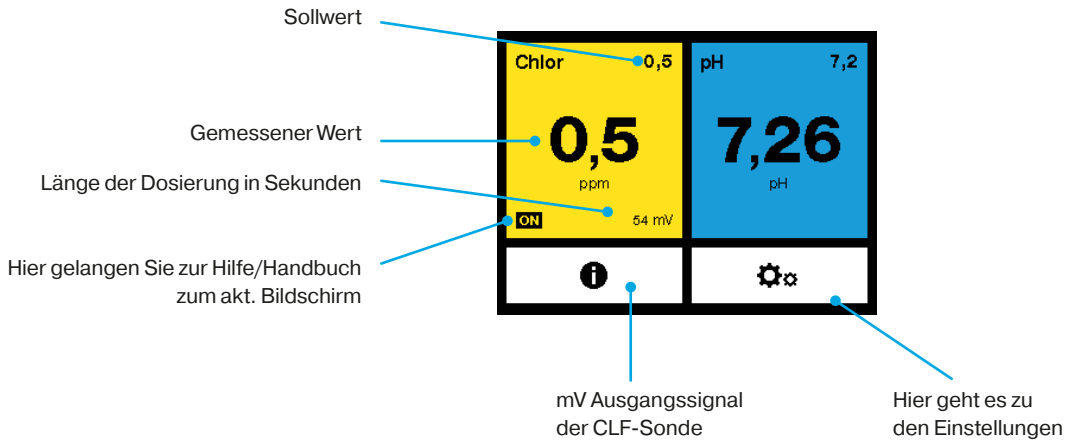 Sollwert
Chlor 0,5
pH 7,2
Gemessener Wert
0,5
7,26
ppm
pH
Länge der Dosierung in Sekunden
ON
54 mV
Hier gelangen Sie zur Hilfe/Handbuch
zum akt. Bildschirm
mV Ausgangssignal
der CLF-Sonde
Hier geht es zu
den Einstellungen